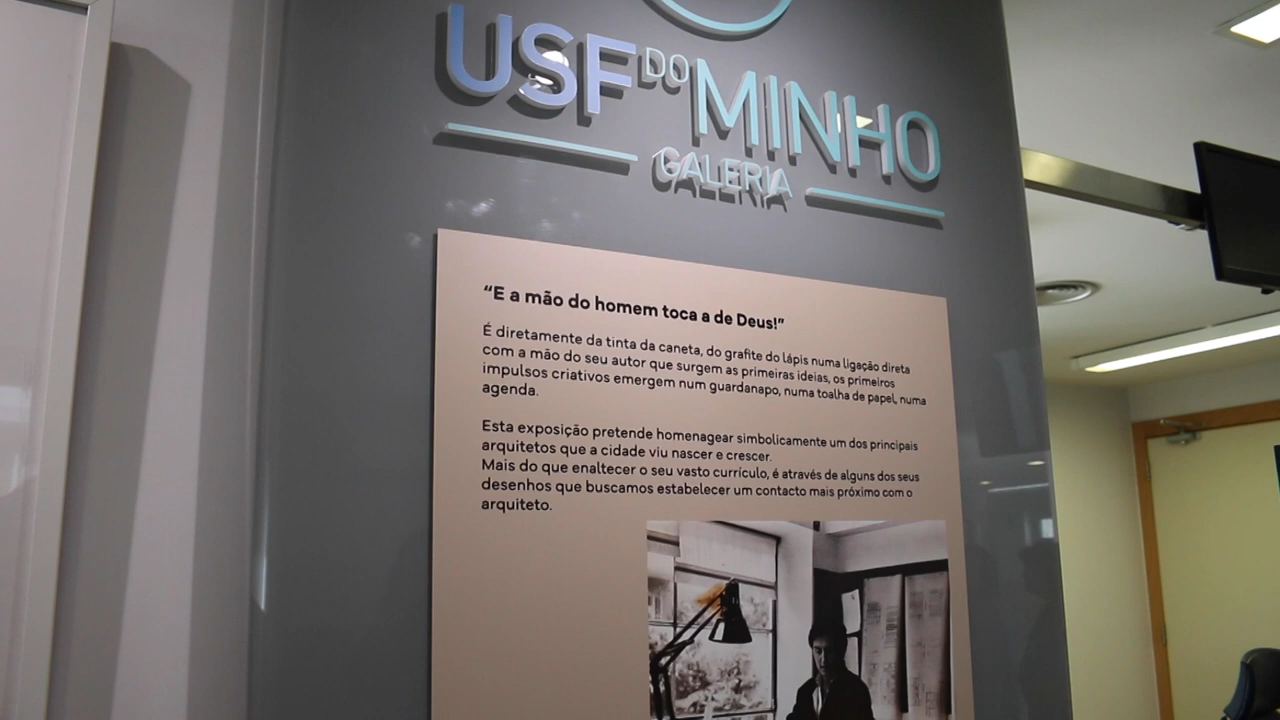 USF DO MINHO
GALERIA
“E a mão do homem toca a de Deus!”
É diretamente da tinta da caneta, do grafite do lápis numa ligação direta
com a mão do seu autor que surgem as primeiras ideias, os primeiros
impulsos criativos emergem num guardanapo, numa toalha de papel, numa
agenda.
Esta exposição pretende homenagear simbolicamente um dos principais
arquitetos que a cidade viu nascer e crescer.
Mais do que enaltecer o seu vasto currículo, é através de alguns dos seus
desenhos que buscamos estabelecer um contacto mais próximo com o
arquiteto.